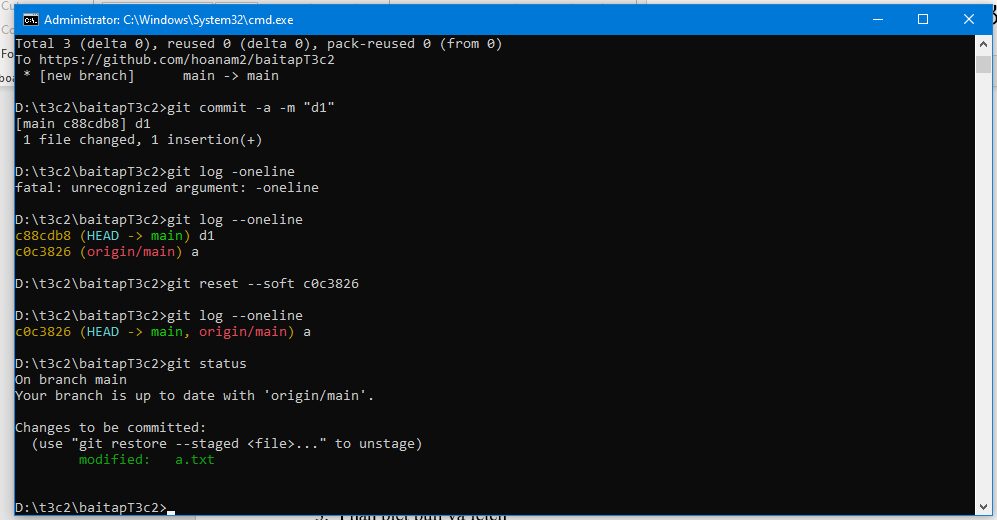 Administrator: C:\Windows\System32\cmd.exe
Total 3 (delta 0), reused 0 (delta 0), pack-reused 0 (from 0)
To https://github.com/hoanam2/baitapT3c2
 * [new branch]      main -> main
D:\t3c2\baitapT3c2>git commit -a -m "d1"
[main c88cdb8] d1
 1 file changed, 1 insertion(+)
D:\t3c2\baitapT3c2>git log -oneline
fatal: unrecognized argument: -oneline
D:\t3c2\baitapT3c2>git log --oneline
c88cdb8 (HEAD -> main) d1
c0c3826 (origin/main) a
D:\t3c2\baitapT3c2>git reset --soft c0c3826
D:\t3c2\baitapT3c2>git log --oneline
c0c3826 (HEAD -> main, origin/main) a
D:\t3c2\baitapT3c2>git status
On branch main
Your branch is up to date with 'origin/main'.
Changes to be committed:
  (use "git restore --staged <file>..." to unstage)
        modified:   a.txt
D:\t3c2\baitapT3c2>